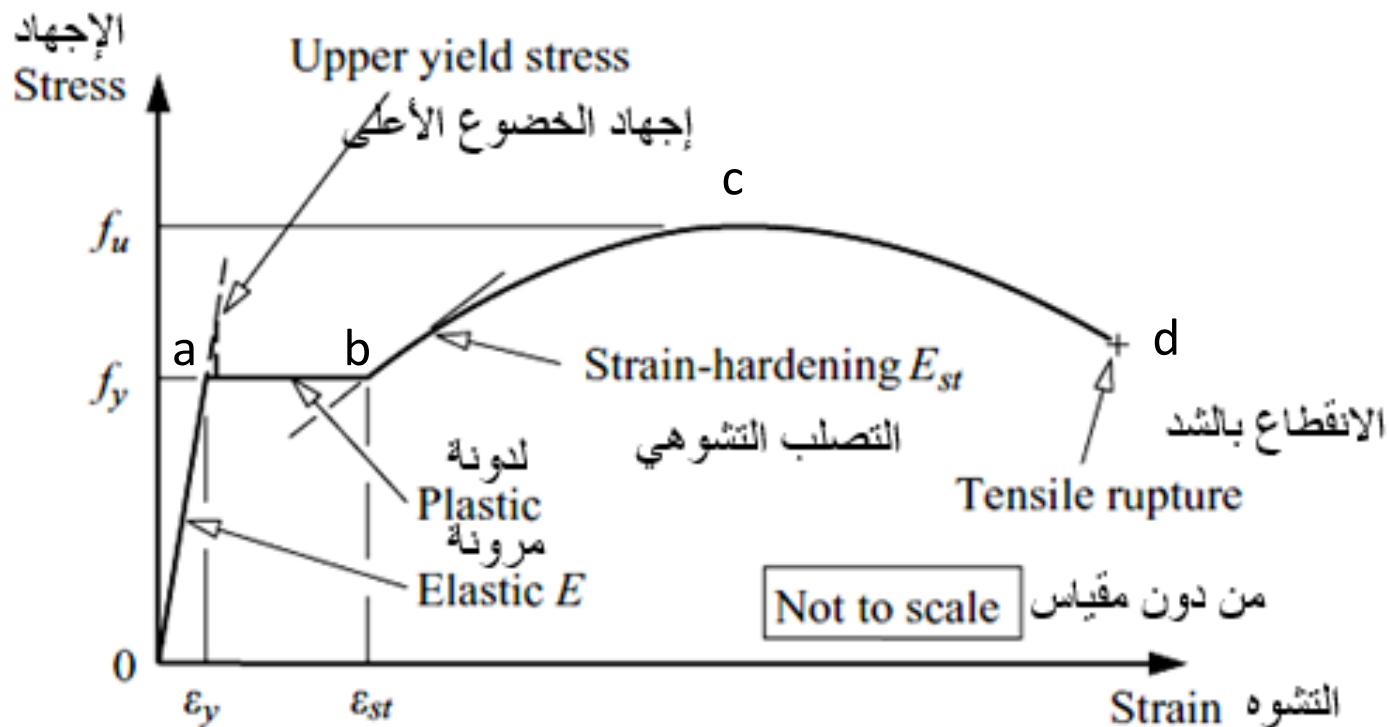 الإجهاد
Stress
Upper yield stress
إجهاد الخضوع الأعلى
c
f_u
a
b
d
f_y
Strain-hardening E_st
التصلب التشوهي
الانقطاع بالشد
Tensile rupture
لدونة
Plastic
مرونة
Elastic E
Not to scale من دون مقياس
0
ε_y
ε_st
Strain التشوه